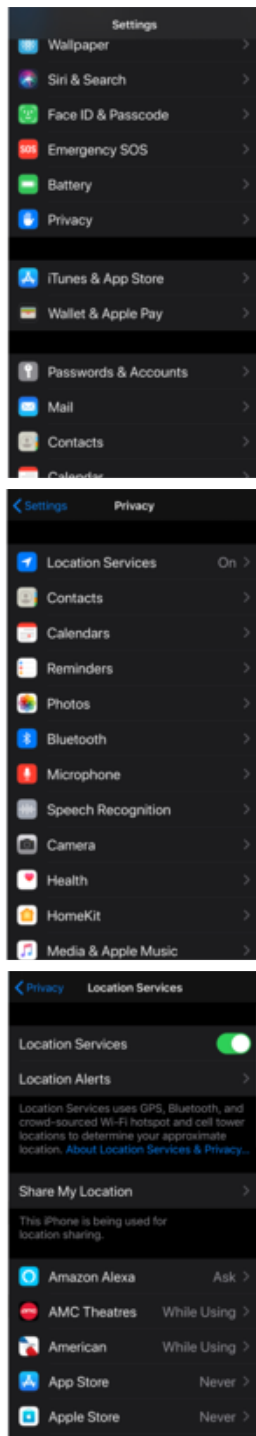 Settings
Wallpaper
Siri & Search
Face ID & Passcode
SOS Emergency SOS
Battery
Privacy
iTunes & App Store
Wallet & Apple Pay
Passwords & Accounts
Mail
Contacts
Calendar
Settings Privacy
Location Services On
Contacts
Calendars
Reminders
Photos
Bluetooth
Microphone
Speech Recognition
Camera
Health
HomeKit
Media & Apple Music
Privacy Location Services
Location Services
Location Alerts
Location Services uses GPS, Bluetooth, and
crowd-sourced Wi-Fi hotspot and cell tower
locations to determine your approximate
location. About Location Services & Privacy...
Share My Location
This iPhone is being used for
location sharing.
Amazon Alexa Ask
amc AMC Theatres While Using
American While Using
App Store Never
Apple Store Never